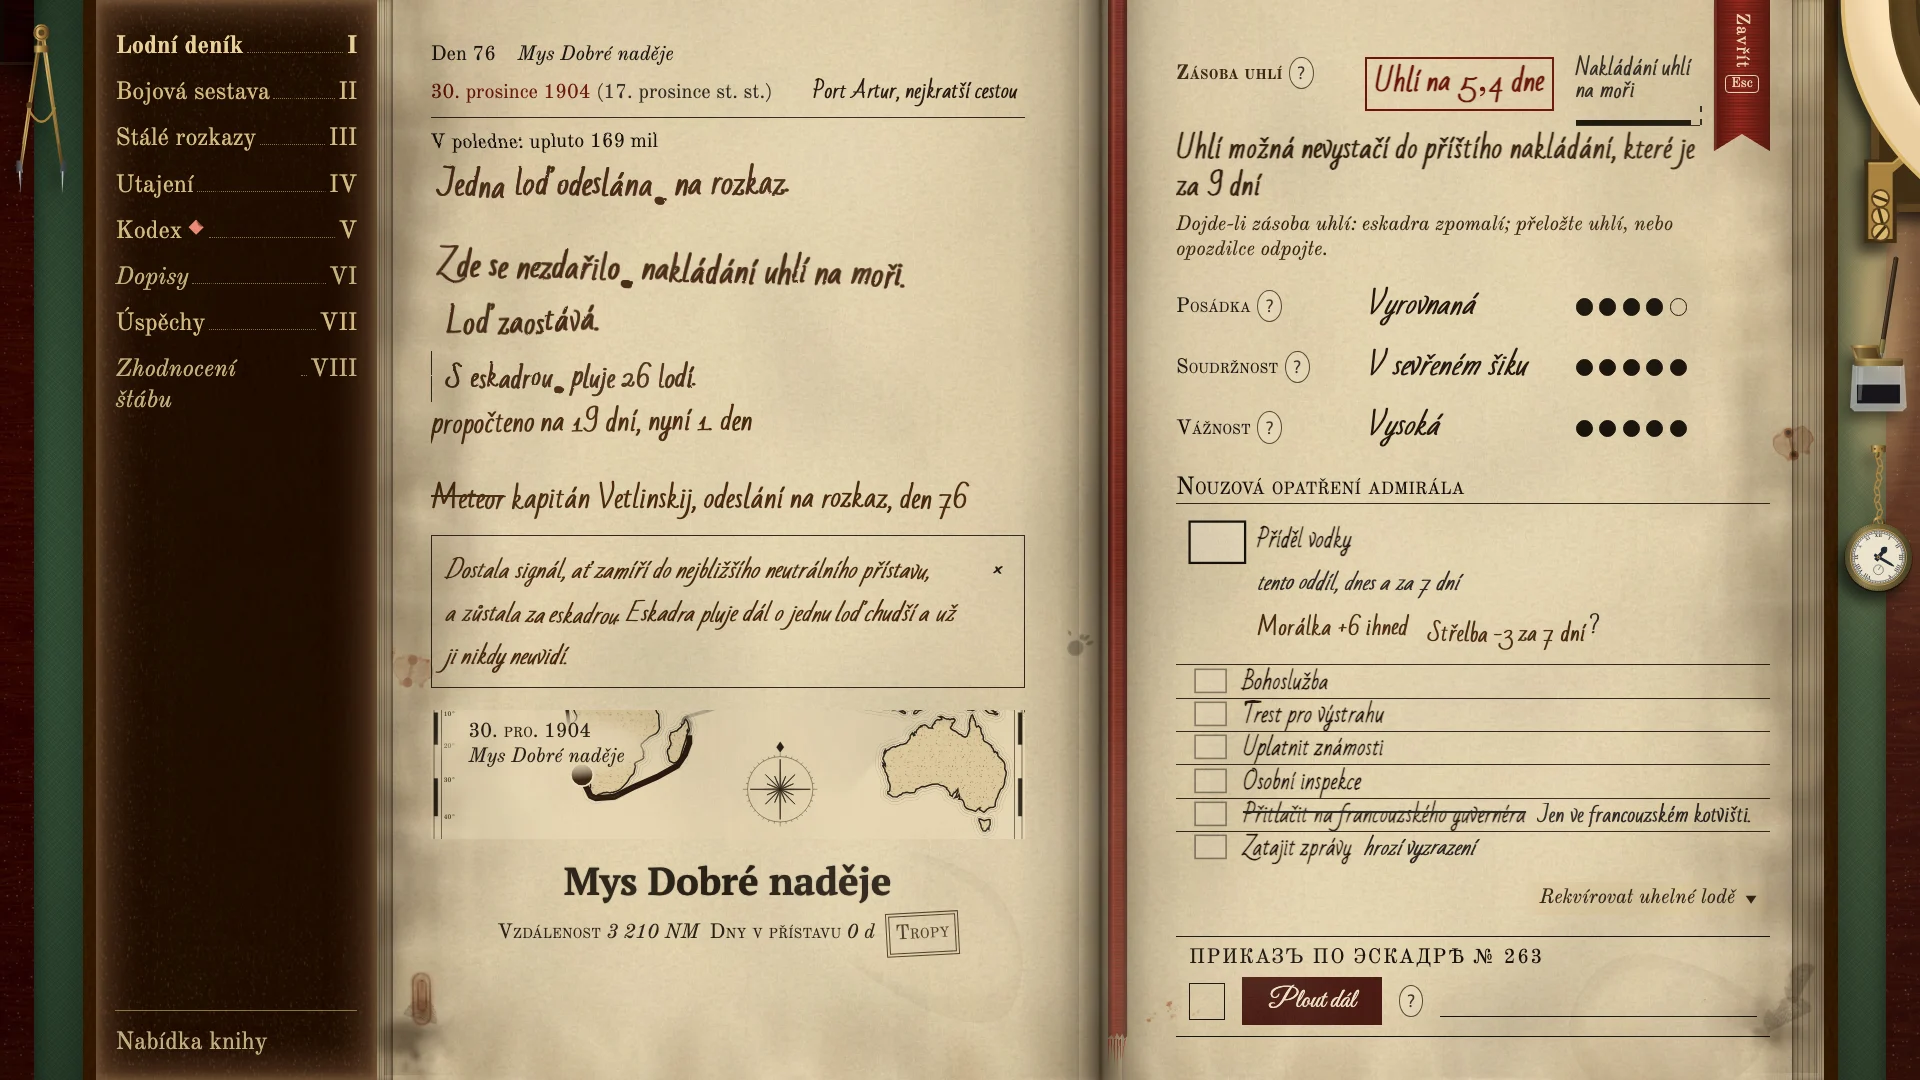 Lodní deník I
Bojová sestava II
Stálé rozkazy III
Utajení IV
Kodex V
Dopisy VI
Úspěchy VII
Zhodnocení štábu VIII
Nabídka knihy
Den 76 Mys Dobré naděje
30. prosince 1904 (17. prosince st. st.) Port Artur, nejkratší cestou
V poledne: upluto 169 mil
Jedna loď odeslána na rozkaz.
Zde se nezdařilo nakládání uhlí na moři.
Loď zaostává.
S eskadrou pluje 26 lodí.
propočteno na 19 dní, nyní 1. den
Meteor kapitán Vetlinskij, odeslání na rozkaz, den 76
Dostala signál, ať zamíří do nejbližšího neutrálního přístavu, ×
a zůstala za eskadrou. Eskadra pluje dál o jednu loď chudší a už
ji nikdy neuvidí.
30. PRO. 1904
Mys Dobré naděje
10°
20°
30°
40°
Mys Dobré naděje
Vzdálenost 3 210 NM Dny v přístavu 0 d Tropy
Zavřít
Esc
Zásoba uhlí ? Uhlí na 5,4 dne Nakládání uhlí
na moři
Uhlí možná nevystačí do příštího nakládání, které je
za 9 dní
Dojde-li zásoba uhlí: eskadra zpomalí; přeložte uhlí, nebo
opozdilce odpojte.
Posádka ? Vyrovnaná
Soudržnost ? V sevřeném šiku
Vážnost ? Vysoká
Nouzová opatření admirála
Příděl vodky
tento oddíl, dnes a za 7 dní
Morálka +6 ihned Střelba -3 za 7 dní ?
Bohoslužba
Trest pro výstrahu
Uplatnit známosti
Osobní inspekce
Přitlačit na francouzského guvernéra Jen ve francouzském kotvišti.
Zatajit zprávy hrozí vyzrazení
Rekvírovat uhelné lodě ▼
ПРИКАЗЪ ПО ЭСКАДРѢ № 263
Plout dál ?